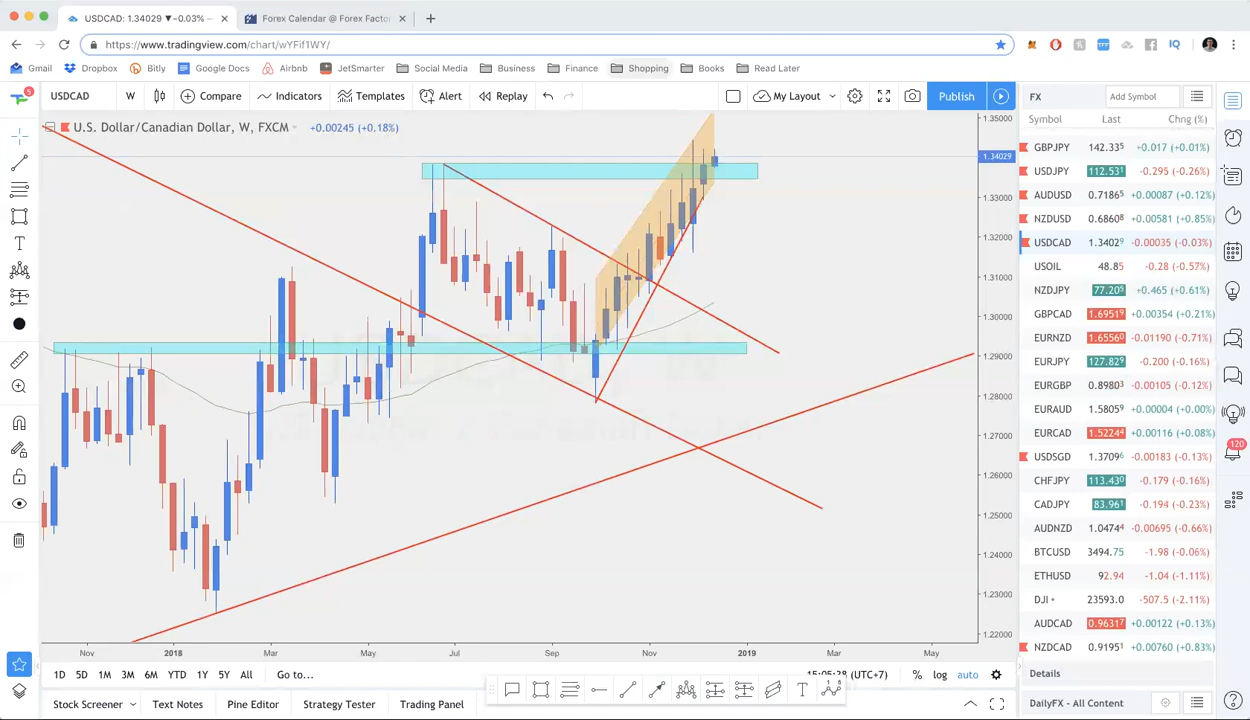 USDCAD: 1.34029 ▼−0.03% ·
Forex Calendar @ Forex Facto
https://www.tradingview.com/chart/wYFif1WY/
Gmail Dropbox Bitly Google Docs Airbnb JetSmarter Social Media Business Finance Shopping Books Read Later
5
USDCAD W Compare Indicators Templates Alert Replay My Layout Publish
FX Add Symbol
Symbol Last Chng (%)
U.S. Dollar/Canadian Dollar, W, FXCM +0.00245 (+0.18%)
GBPJPY 142.335 +0.017 (+0.01%)
USDJPY 112.531 -0.295 (-0.26%)
AUDUSD 0.71865 +0.00087 (+0.12%)
NZDUSD 0.68608 +0.00581 (+0.85%)
USDCAD 1.34029 -0.00035 (-0.03%)
USOIL 48.85 -0.28 (-0.57%)
NZDJPY 77.205 +0.465 (+0.61%)
GBPCAD 1.69519 +0.00354 (+0.21%)
EURNZD 1.65560 -0.01190 (-0.71%)
EURJPY 127.829 -0.200 (-0.16%)
EURGBP 0.89803 -0.00105 (-0.12%)
EURAUD 1.58059 +0.00004 (+0.00%)
EURCAD 1.52244 +0.00116 (+0.08%)
USDSGD 1.37096 -0.00183 (-0.13%)
CHFJPY 113.430 -0.179 (-0.16%)
CADJPY 83.961 -0.194 (-0.23%)
AUDNZD 1.04744 -0.00695 (-0.66%)
BTCUSD 3494.75 -1.98 (-0.06%)
ETHUSD 92.94 -1.04 (-1.11%)
DJI 23593.0 -507.5 (-2.11%)
AUDCAD 0.96317 +0.00122 (+0.13%)
NZDCAD 0.91951 +0.00760 (+0.83%)
120
1.35000
1.34029
1.33000
1.32000
1.31000
1.30000
1.29000
1.28000
1.27000
1.26000
1.25000
1.24000
1.23000
1.22000
Nov 2018 Mar May Jul Sep Nov 2019 Mar May
1D 5D 1M 3M 6M YTD 1Y 5Y All Go to...
(UTC+7) % log auto
Details
Stock Screener Text Notes Pine Editor Strategy Tester Trading Panel
DailyFX - All Content